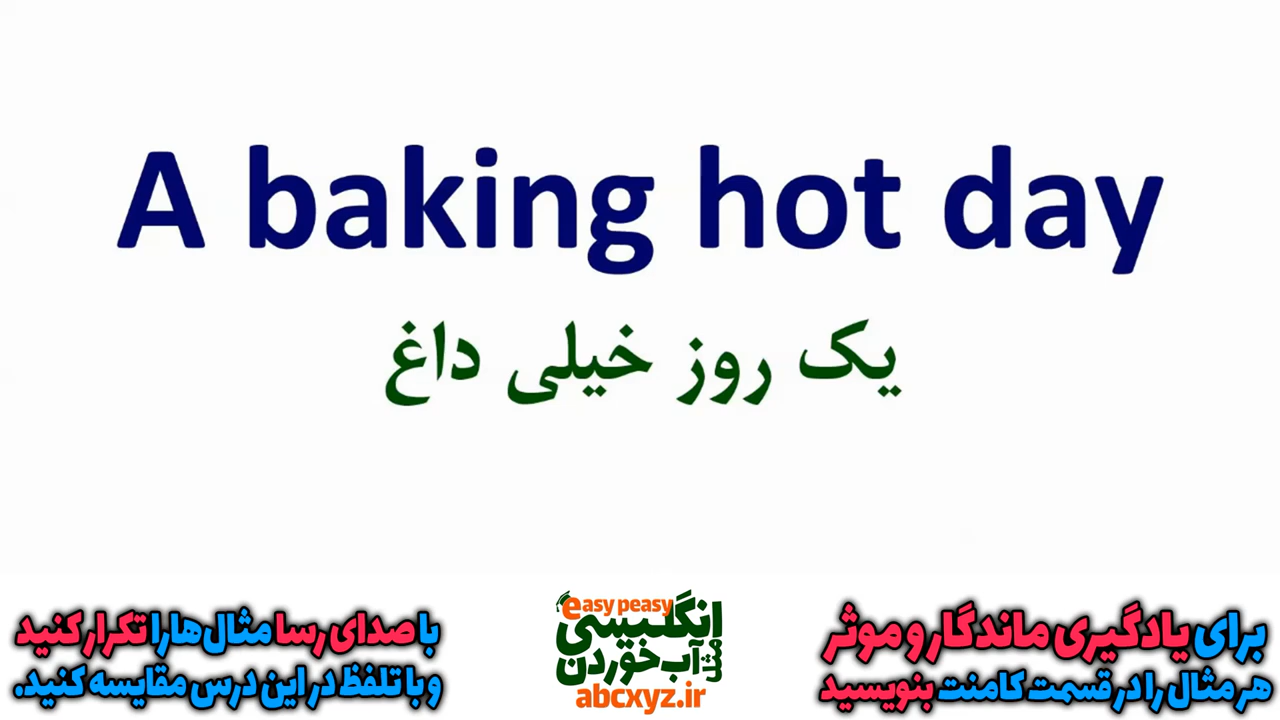 A baking hot day
یک روز خیلی داغ
برای یادگیری ماندگار و موثر
هر مثال را در قسمت کامنت بنویسید
easy peasy
انگلیسی
مثل آب خوردن
abcxyz.ir
با صدای رسا مثال‌ها را تکرار کنید
و با تلفظ در این درس مقایسه کنید.